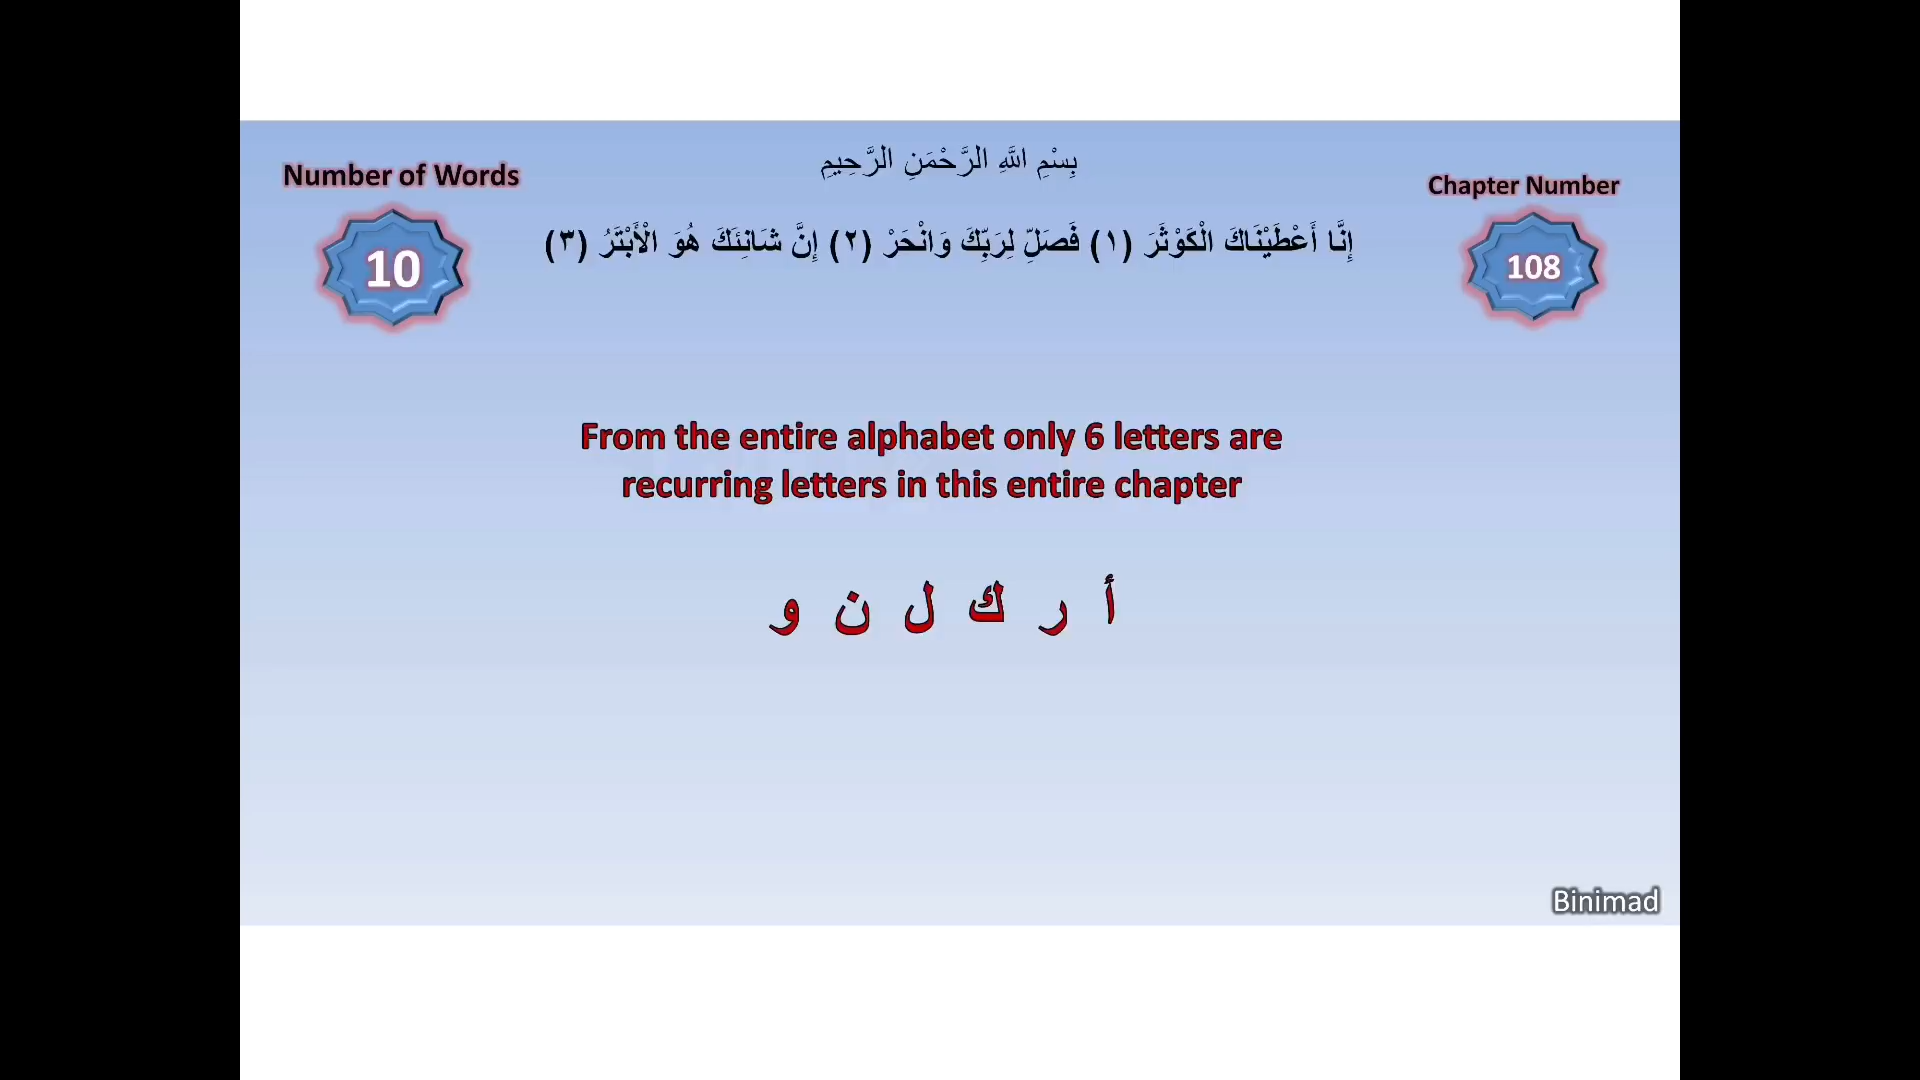 Number of Words
10
بِسْمِ اللَّهِ الرَّحْمَنِ الرَّحِيمِ
Chapter Number
108
إِنَّا أَعْطَيْنَاكَ الْكَوْثَرَ (١) فَصَلِّ لِرَبِّكَ وَانْحَرْ (٢) إِنَّ شَانِئَكَ هُوَ الْأَبْتَرُ (٣)
From the entire alphabet only 6 letters are
recurring letters in this entire chapter
أ ر ك ل ن و
Binimad